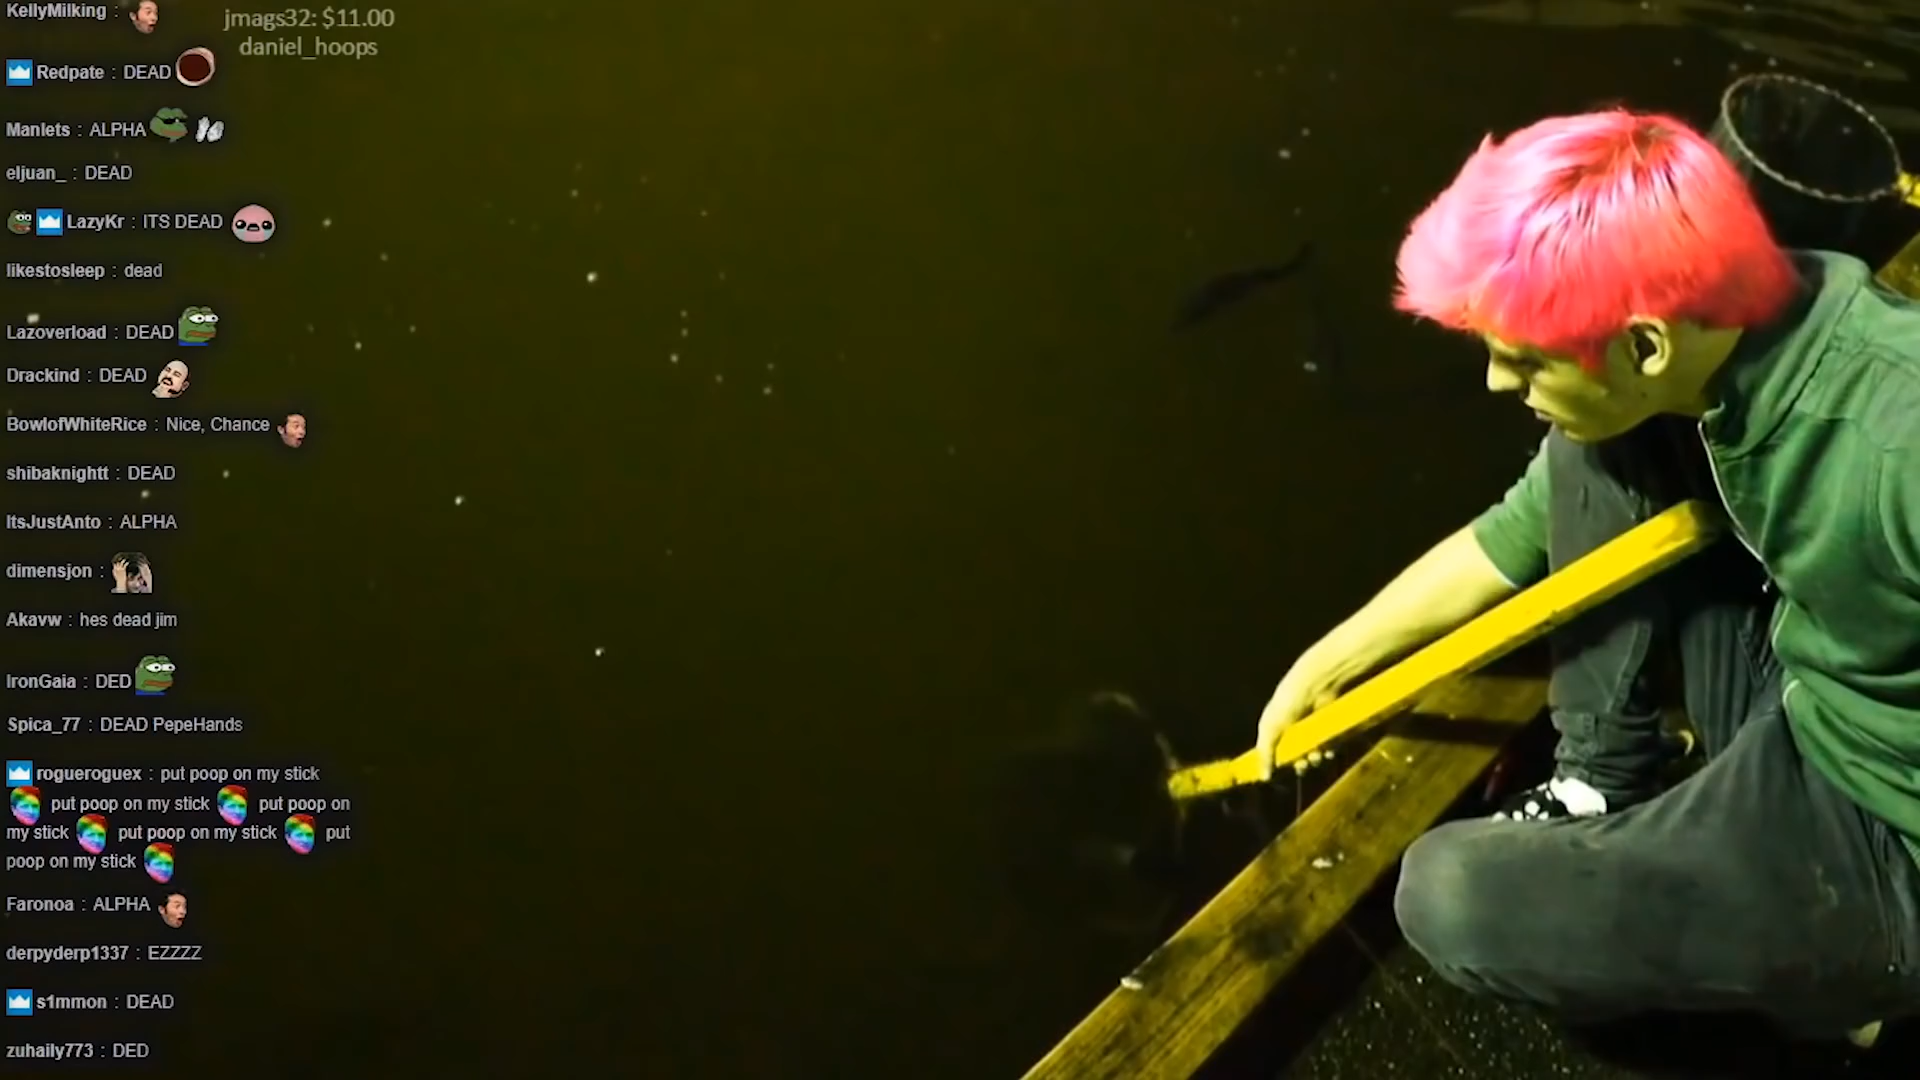 KellyMilking :
jmags32: $11.00
daniel_hoops
Redpate : DEAD
Manlets : ALPHA
eljuan_ : DEAD
LazyKr : ITS DEAD
likestosleep : dead
Lazoverload : DEAD
Drackind : DEAD
BowlofWhiteRice : Nice, Chance
shibaknightt : DEAD
ItsJustAnto : ALPHA
dimensjon :
Akavw : hes dead jim
IronGaia : DED
Spica_77 : DEAD PepeHands
rogueroguex : put poop on my stick
put poop on my stick put poop on
my stick put poop on my stick put
poop on my stick
Faronoa : ALPHA
derpyderp1337 : EZZZZ
s1mmon : DEAD
zuhaily773 : DED